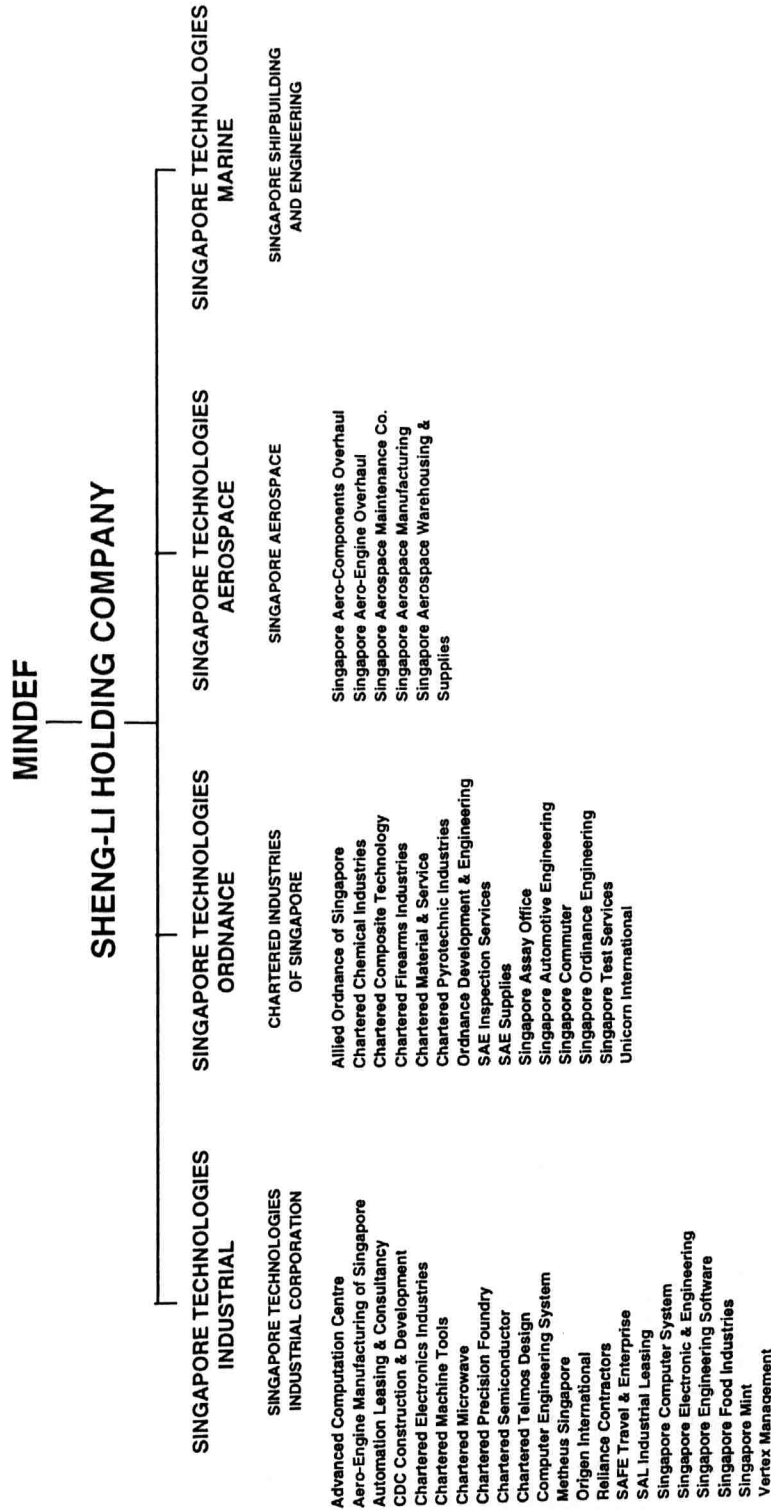 MINDEF
SHENG-LI HOLDING COMPANY
SINGAPORE TECHNOLOGIES
INDUSTRIAL
SINGAPORE TECHNOLOGIES
INDUSTRIAL CORPORATION
Advanced Computation Centre
Aero-Engine Manufacturing of Singapore
Automation Leasing & Consultancy
CDC Construction & Development
Chartered Electronics Industries
Chartered Machine Tools
Chartered Microwave
Chartered Precision Foundry
Chartered Semiconductor
Chartered Telmos Design
Computer Engineering System
Metheus Singapore
Origen International
Reliance Contractors
SAFE Travel & Enterprise
SAL Industrial Leasing
Singapore Computer System
Singapore Electronic & Engineering
Singapore Engineering Software
Singapore Food Industries
Singapore Mint
Vertex Management
SINGAPORE TECHNOLOGIES
ORDNANCE
CHARTERED INDUSTRIES
OF SINGAPORE
Allied Ordnance of Singapore
Chartered Chemical Industries
Chartered Composite Technology
Chartered Firearms Industries
Chartered Material & Service
Chartered Pyrotechnic Industries
Ordnance Development & Engineering
SAE Inspection Services
SAE Supplies
Singapore Assay Office
Singapore Automotive Engineering
Singapore Commuter
Singapore Ordinance Engineering
Singapore Test Services
Unicorn International
SINGAPORE TECHNOLOGIES
AEROSPACE
SINGAPORE AEROSPACE
Singapore Aero-Components Overhaul
Singapore Aero-Engine Overhaul
Singapore Aerospace Maintenance Co.
Singapore Aerospace Manufacturing
Singapore Aerospace Warehousing &
Supplies
SINGAPORE TECHNOLOGIES
MARINE
SINGAPORE SHIPBUILDING
AND ENGINEERING